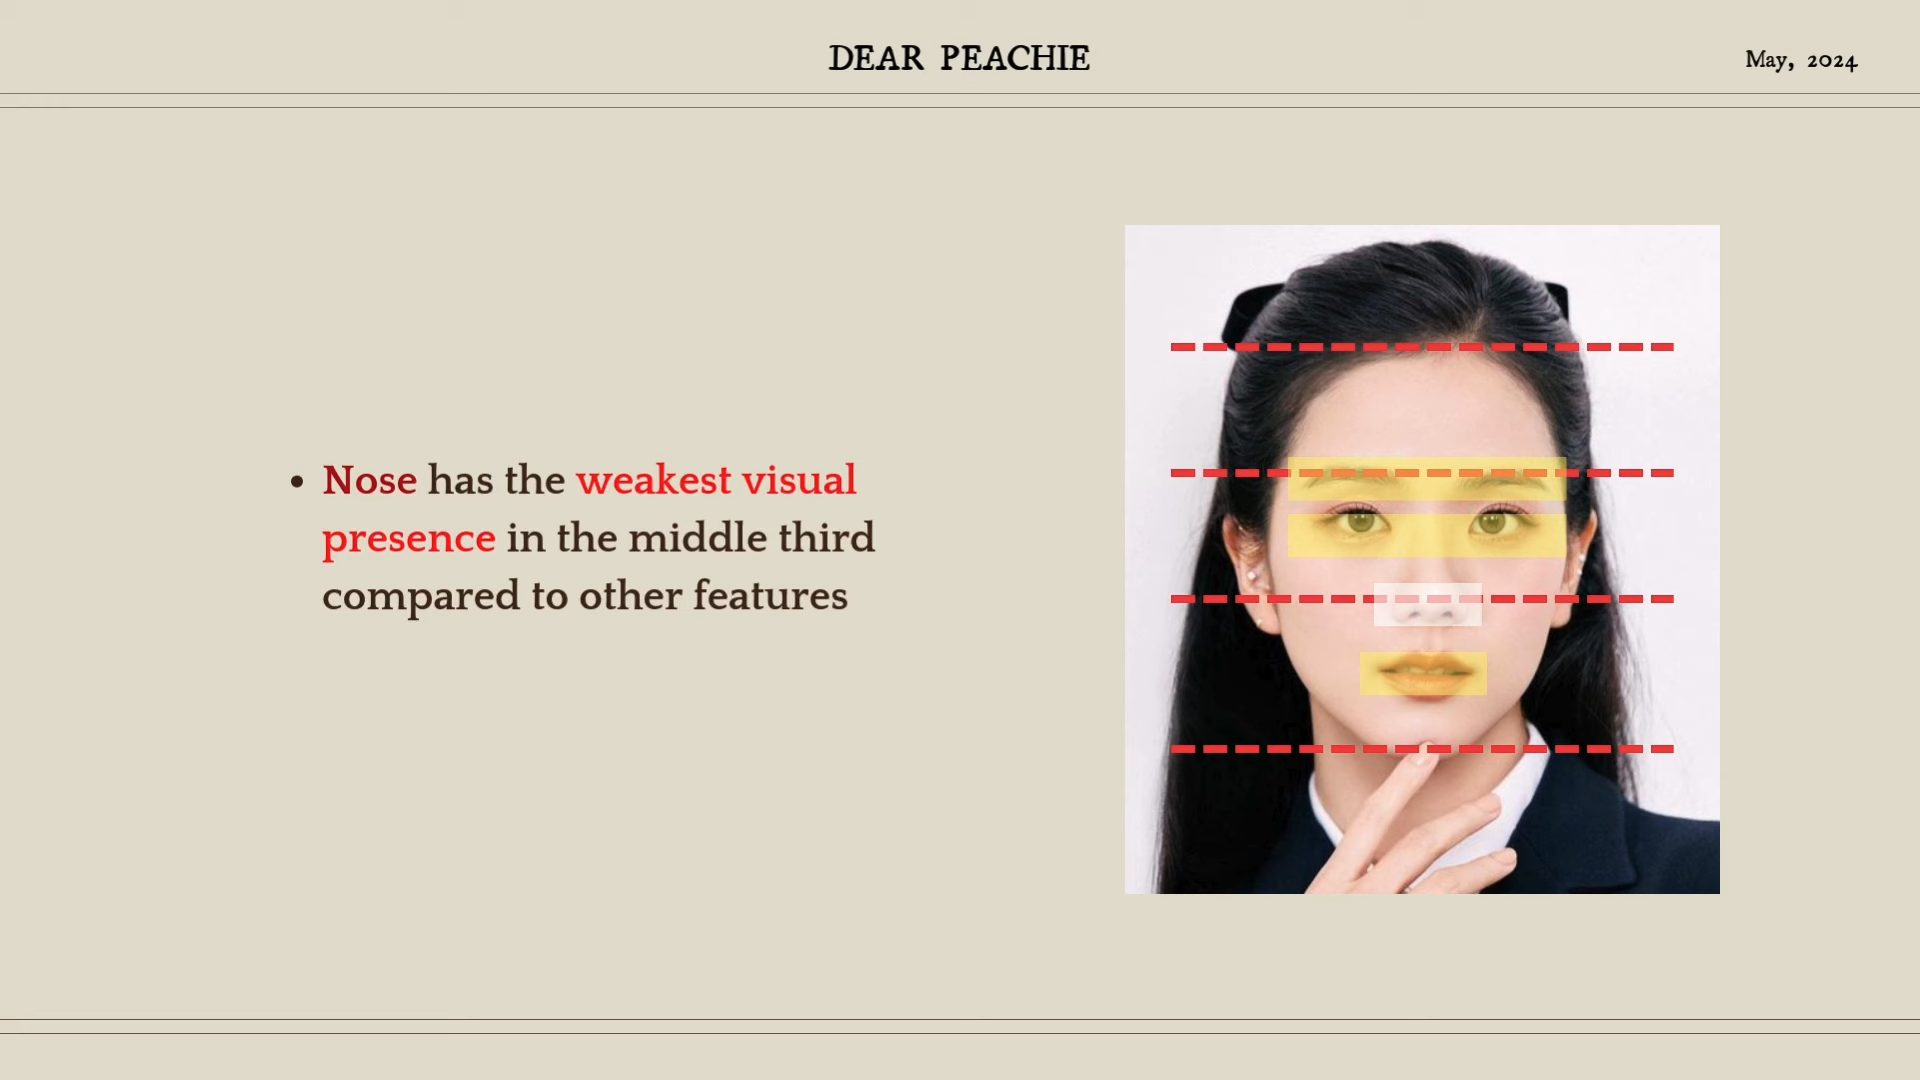 DEAR PEACHIE
May, 2024
• Nose has the weakest visual
presence in the middle third
compared to other features